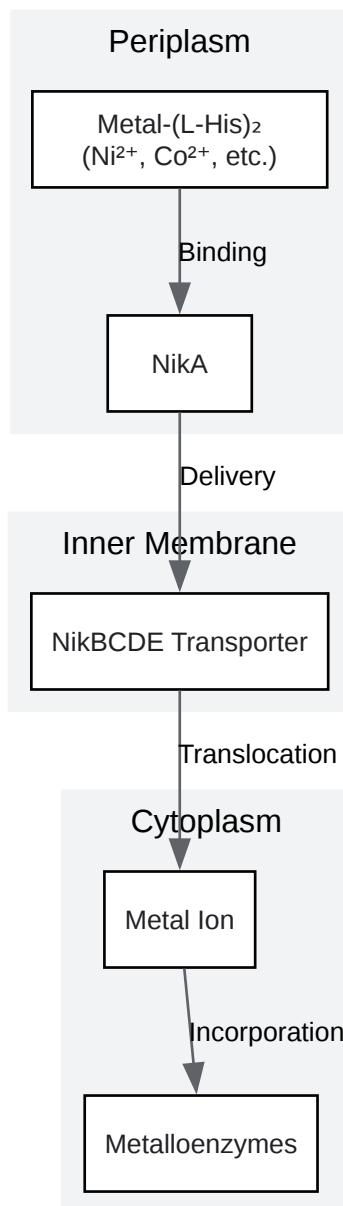 Periplasm
Metal-(L-His)₂
(Ni²⁺, Co²⁺, etc.)
Binding
NikA
Delivery
Inner Membrane
NikBCDE Transporter
Translocation
Cytoplasm
Metal Ion
Incorporation
Metalloenzymes